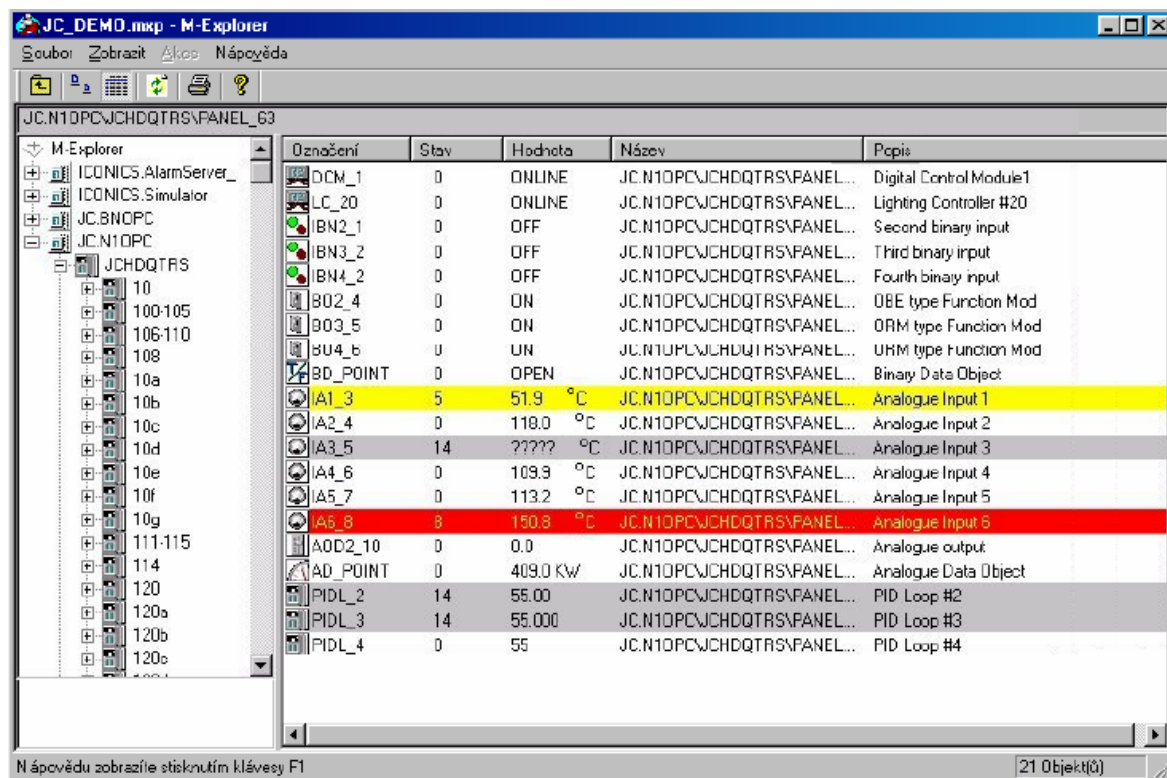 JC_DEMO.mxp - M-Explorer
Soubor Zobrazit Akce Nápověda
JC.N1OPC\JCHDQTRS\PANEL_63
M-Explorer
ICONICS.AlarmServer_
ICONICS.Simulator
JC.BNOPC
JC.N1OPC
JCHDQTRS
10
100-105
106-110
108
10a
10b
10c
10d
10e
10f
10g
111-115
114
120
120a
120b
120c
Označení Stav Hodnota Název Popis
DCM_1 0 ONLINE JC.N1OPC\JCHDQTRS\PANEL... Digital Control Module1
LC_20 0 ONLINE JC.N1OPC\JCHDQTRS\PANEL... Lighting Controller #20
IBN2_1 0 OFF JC.N1OPC\JCHDQTRS\PANEL... Second binary input
IBN3_2 0 OFF JC.N1OPC\JCHDQTRS\PANEL... Third binary input
IBN4_2 0 OFF JC.N1OPC\JCHDQTRS\PANEL... Fourth binary input
BO2_4 0 ON JC.N1OPC\JCHDQTRS\PANEL... OBE type Function Mod
BO3_5 0 ON JC.N1OPC\JCHDQTRS\PANEL... ORM type Function Mod
BO4_6 0 ON JC.N1OPC\JCHDQTRS\PANEL... ORM type Function Mod
BD_POINT 0 OPEN JC.N1OPC\JCHDQTRS\PANEL... Binary Data Object
IA1_3 5 51.9 °C JC.N1OPC\JCHDQTRS\PANEL... Analogue Input 1
IA2_4 0 118.0 °C JC.N1OPC\JCHDQTRS\PANEL... Analogue Input 2
IA3_5 14 ????? °C JC.N1OPC\JCHDQTRS\PANEL... Analogue Input 3
IA4_6 0 109.9 °C JC.N1OPC\JCHDQTRS\PANEL... Analogue Input 4
IA5_7 0 113.2 °C JC.N1OPC\JCHDQTRS\PANEL... Analogue Input 5
IA6_8 8 150.8 °C JC.N1OPC\JCHDQTRS\PANEL... Analogue Input 6
AOD2_10 0 0.0 JC.N1OPC\JCHDQTRS\PANEL... Analogue output
AD_POINT 0 409.0 KW JC.N1OPC\JCHDQTRS\PANEL... Analogue Data Object
PIDL_2 14 55.00 JC.N1OPC\JCHDQTRS\PANEL... PID Loop #2
PIDL_3 14 55.000 JC.N1OPC\JCHDQTRS\PANEL... PID Loop #3
PIDL_4 0 55 JC.N1OPC\JCHDQTRS\PANEL... PID Loop #4
Nápovědu zobrazíte stisknutím klávesy F1
21 Objekt(ů)